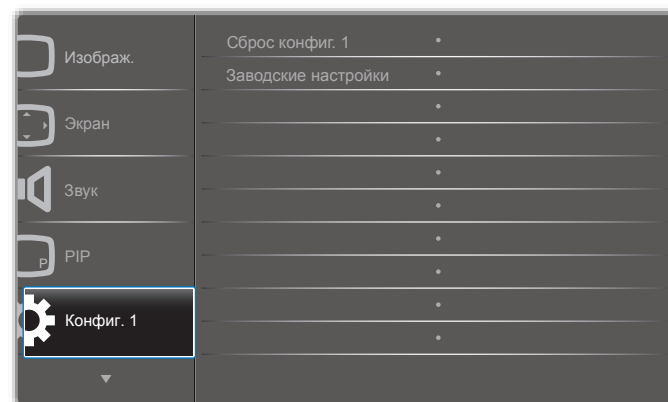 Изображ.
Экран
Звук
P
PIP
Конфиг. 1
Сброс конфиг. 1
Заводские настройки